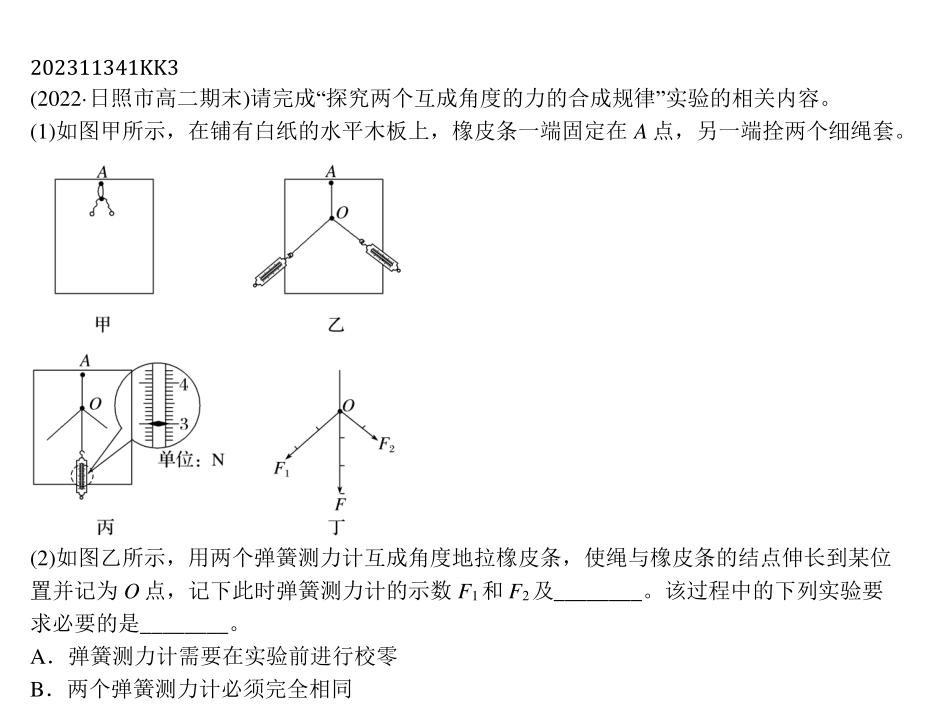 202311341KK3
(2022·日照市高二期末)请完成“探究两个互成角度的力的合成规律”实验的相关内容。
(1)如图甲所示，在铺有白纸的水平木板上，橡皮条一端固定在 A 点，另一端拴两个细绳套。
A
A
O
甲
乙
A
O
4
3
单位：N
O
F1
F2
F
丙
丁
(2)如图乙所示，用两个弹簧测力计互成角度地拉橡皮条，使绳与橡皮条的结点伸长到某位
置并记为 O 点，记下此时弹簧测力计的示数 F1和 F2及________。该过程中的下列实验要
求必要的是________。
A．弹簧测力计需要在实验前进行校零
B．两个弹簧测力计必须完全相同